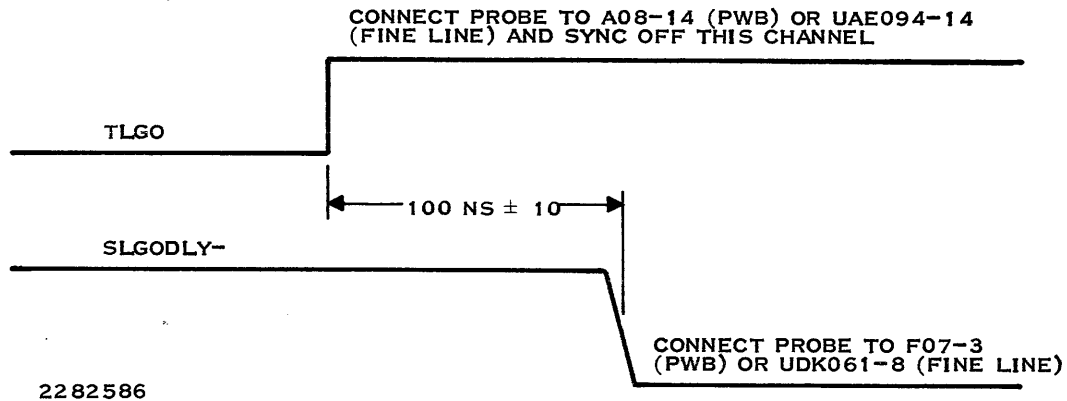 CONNECT PROBE TO A08-14 (PWB) OR UAE094-14
(FINE LINE) AND SYNC OFF THIS CHANNEL
TLGO
100 NS ± 10
SLGODLY-
CONNECT PROBE TO F07-3
(PWB) OR UDK061-8 (FINE LINE)
2282586